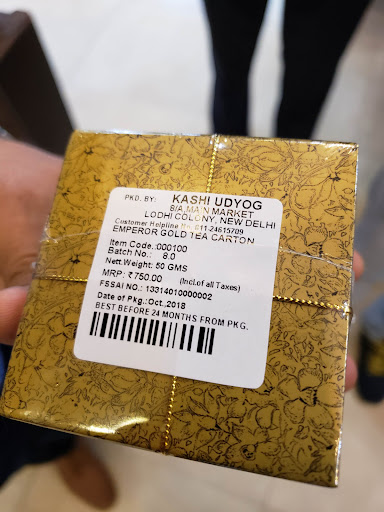 PKD. BY: KASHI UDYOG
8/A, MAIN MARKET
LODHI COLONY, NEW DELHI
Customer Helpline No. 011-24615709
EMPEROR GOLD TEA CARTON
Item Code.:000100
Batch No.: 8.0
Nett.Weight: 50 GMS
MRP: ₹750.00 (Incl.of all Taxes)
FSSAI NO.: 13314010000002
Date of Pkg.:Oct.,2018
BEST BEFORE 24 MONTHS FROM PKG.